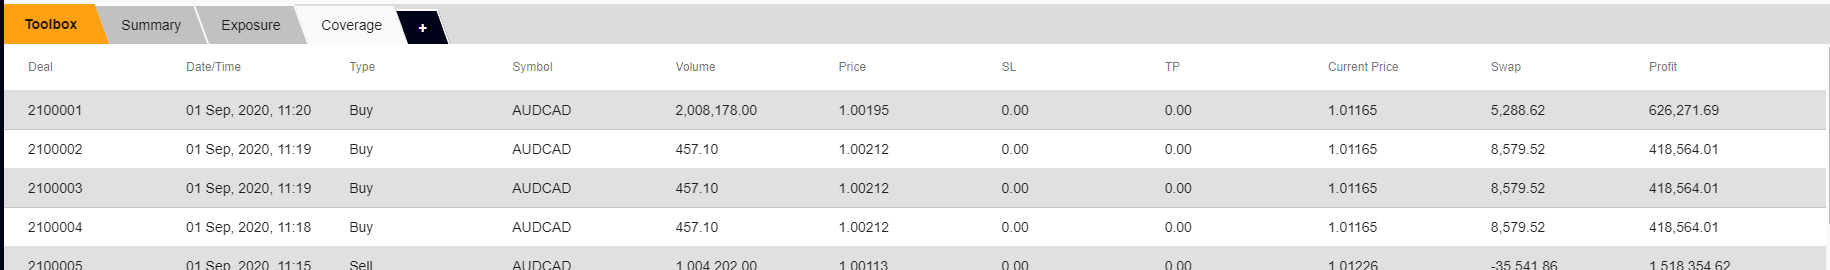 Toolbox Summary Exposure Coverage +
Deal Date/Time Type Symbol Volume Price SL TP Current Price Swap Profit
2100001 01 Sep, 2020, 11:20 Buy AUDCAD 2,008,178.00 1.00195 0.00 0.00 1.01165 5,288.62 626,271.69
2100002 01 Sep, 2020, 11:19 Buy AUDCAD 457.10 1.00212 0.00 0.00 1.01165 8,579.52 418,564.01
2100003 01 Sep, 2020, 11:19 Buy AUDCAD 457.10 1.00212 0.00 0.00 1.01165 8,579.52 418,564.01
2100004 01 Sep, 2020, 11:18 Buy AUDCAD 457.10 1.00212 0.00 0.00 1.01165 8,579.52 418,564.01
2100005 01 Sep, 2020, 11:15 Sell AUDCAD 1,004,202.00 1.00113 0.00 0.00 1.01226 -35,541.86 1,518,354.62